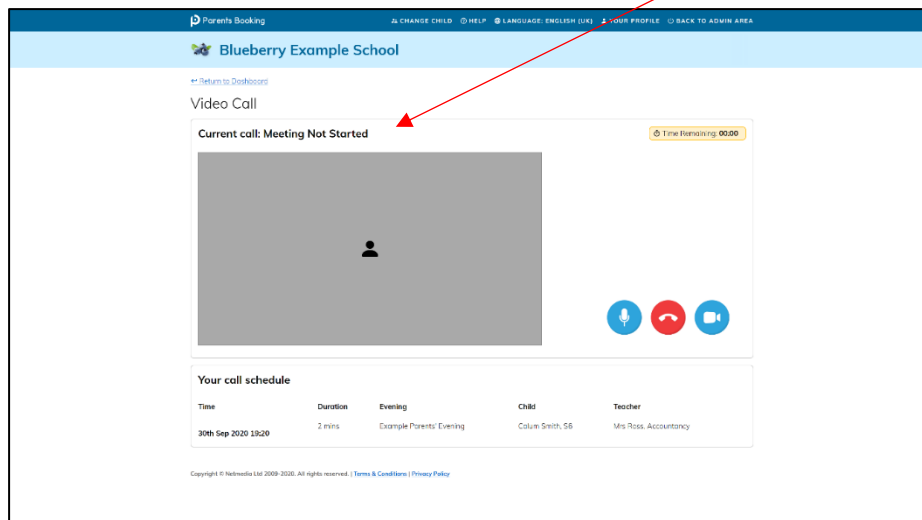 Parents Booking
CHANGE CHILD HELP LANGUAGE: ENGLISH (UK) YOUR PROFILE BACK TO ADMIN AREA
Blueberry Example School
Return to Dashboard
Video Call
Current call: Meeting Not Started
Time Remaining: 00:00
Your call schedule
Time Duration Evening Child Teacher
30th Sep 2020 19:20 2 mins Example Parents' Evening Calum Smith, S6 Mrs Ross, Accountancy
Copyright © Netmedia Ltd 2009-2020. All rights reserved. | Terms & Conditions | Privacy Policy